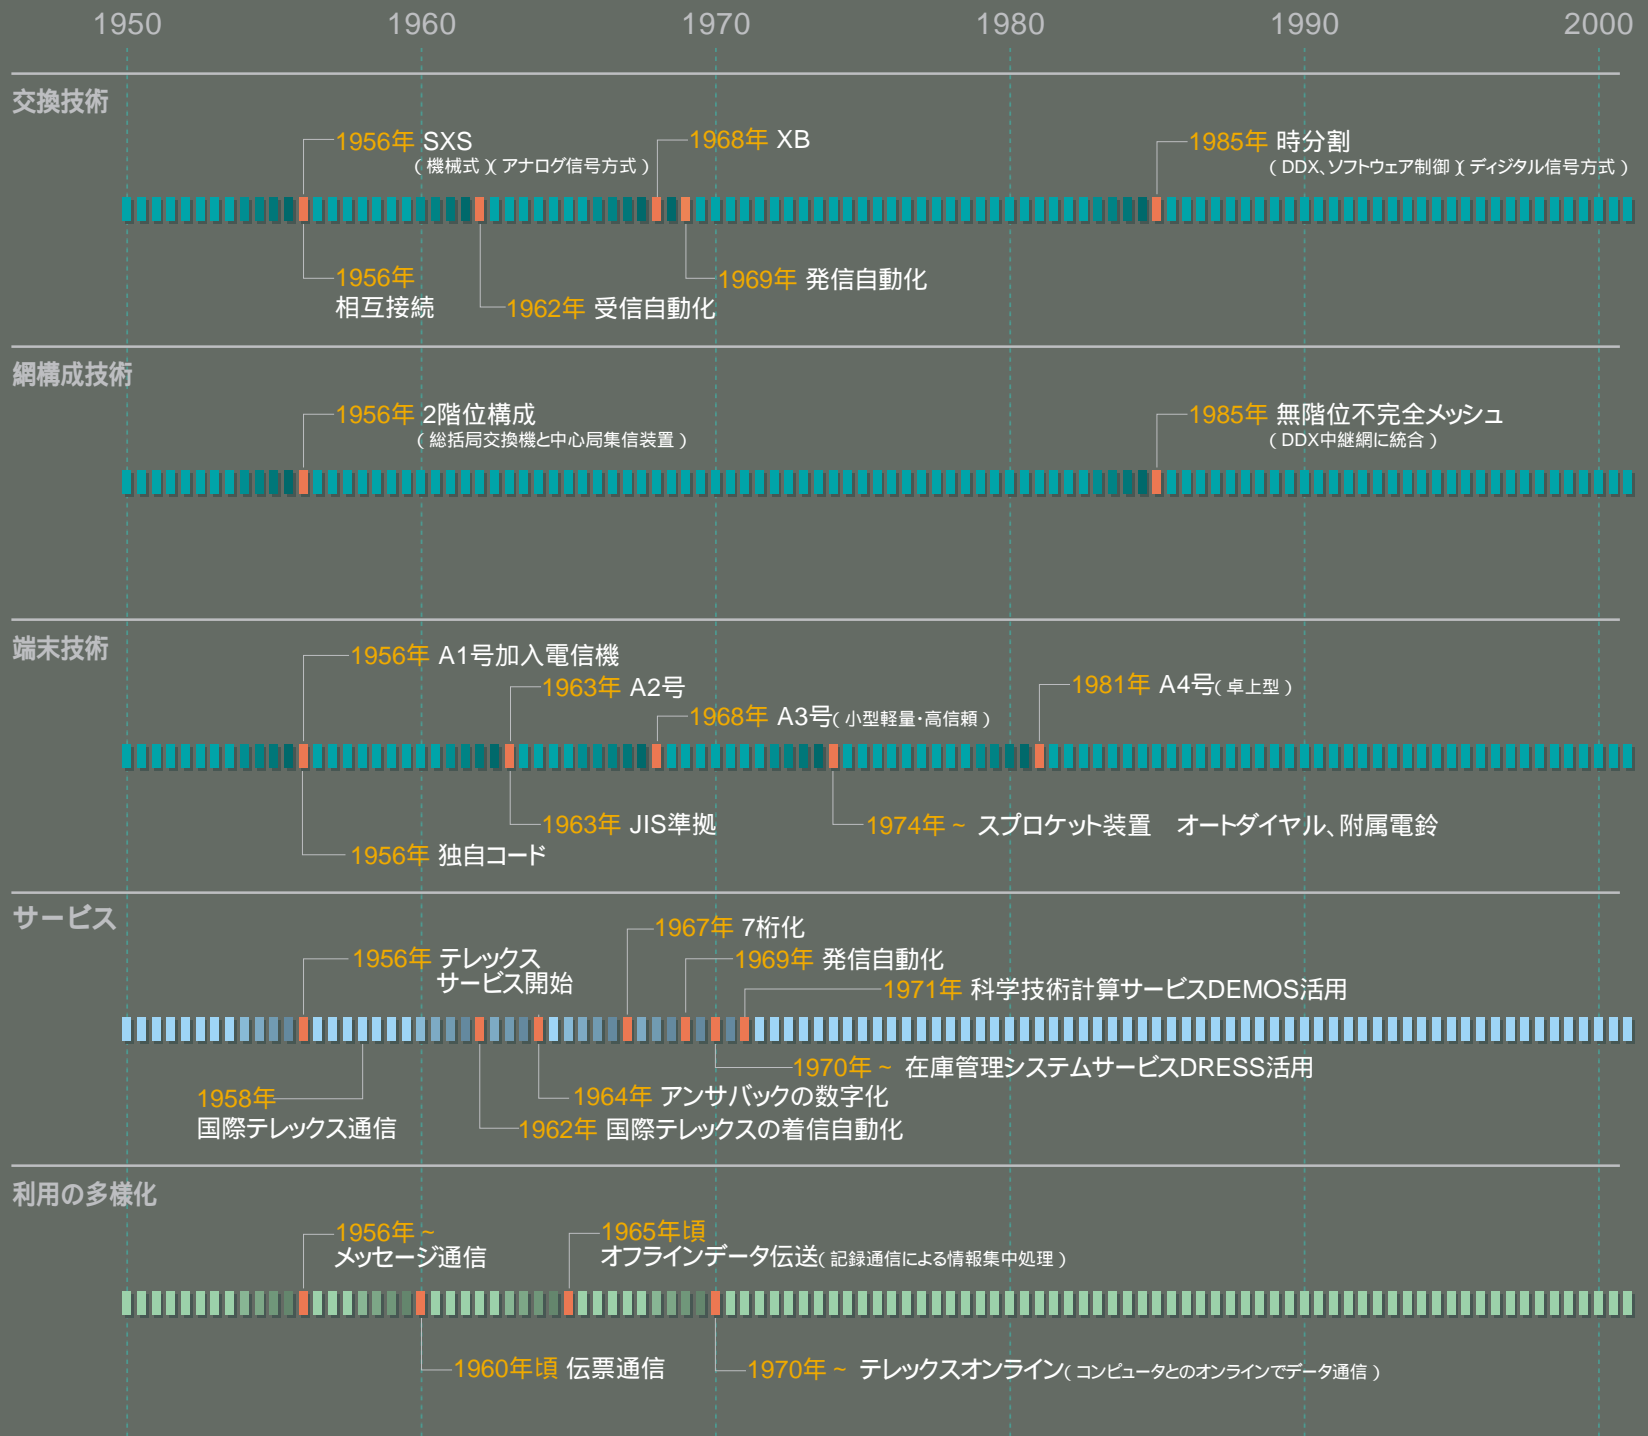 1950 1960 1970 1980 1990 2000
交換技術
1956年 SXS
(機械式)(アナログ信号方式)
1968年 XB
1985年 時分割
(DDX、ソフトウェア制御)(ディジタル信号方式)
1956年
相互接続
1962年 受信自動化
1969年 発信自動化
網構成技術
1956年 2階位構成
(総括局交換機と中心局集信装置)
1985年 無階位不完全メッシュ
(DDX中継網に統合)
端末技術
1956年 A1号加入電信機
1963年 A2号
1968年 A3号(小型軽量・高信頼)
1981年 A4号(卓上型)
1963年 JIS準拠
1974年~ スプロケット装置　オートダイヤル、附属電鈴
1956年 独自コード
サービス
1967年 7桁化
1956年 テレックス
サービス開始
1969年 発信自動化
1971年 科学技術計算サービスDEMOS活用
1970年~ 在庫管理システムサービスDRESS活用
1958年
国際テレックス通信
1964年 アンサバックの数字化
1962年 国際テレックスの着信自動化
利用の多様化
1956年~
メッセージ通信
1965年頃
オフラインデータ伝送(記録通信による情報集中処理)
1960年頃 伝票通信
1970年~ テレックスオンライン(コンピュータとのオンラインでデータ通信)